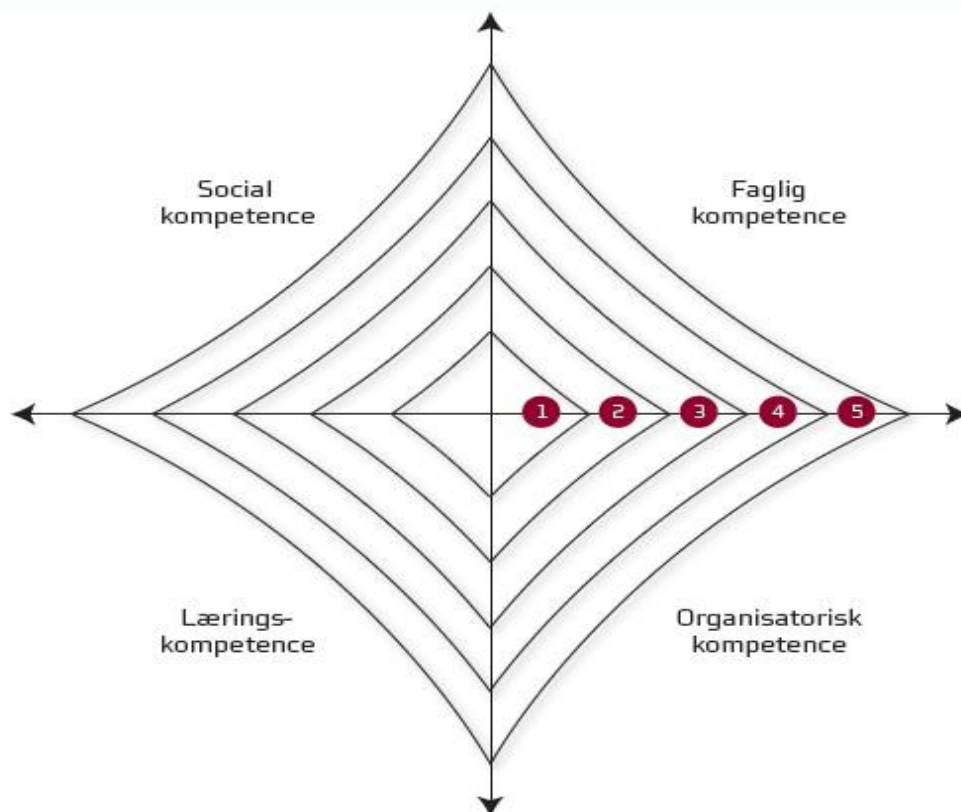 Social
kompetence
Faglig
kompetence
1 2 3 4 5
Lærings-
kompetence
Organisatorisk
kompetence